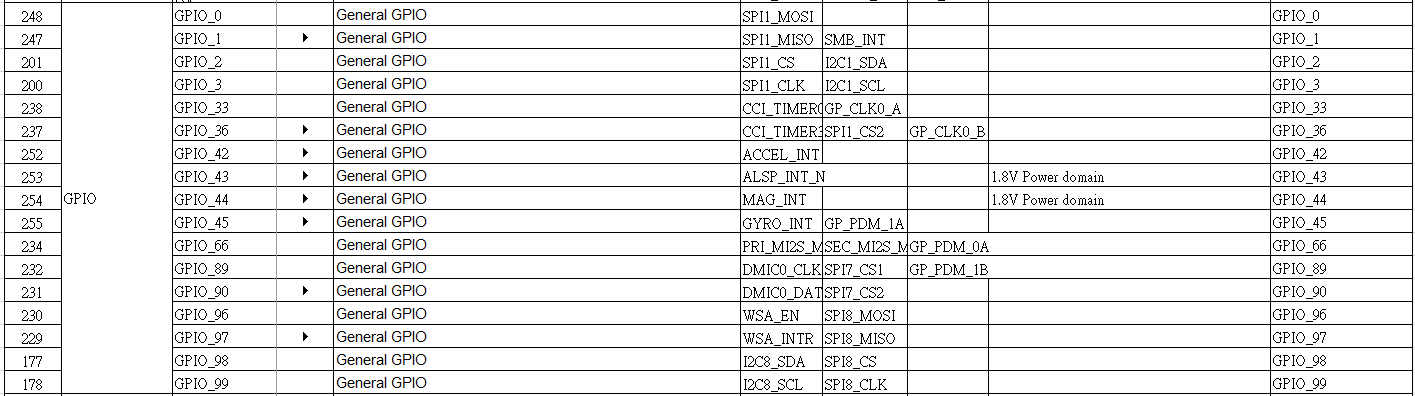 248 GPIO_0 General GPIO SPI1_MOSI GPIO_0
247 GPIO_1 General GPIO SPI1_MISO SMB_INT GPIO_1
201 GPIO_2 General GPIO SPI1_CS I2C1_SDA GPIO_2
200 GPIO_3 General GPIO SPI1_CLK I2C1_SCL GPIO_3
238 GPIO_33 General GPIO CCI_TIMER0 GP_CLK0_A GPIO_33
237 GPIO_36 General GPIO CCI_TIMER3 SPI1_CS2 GP_CLK0_B GPIO_36
252 GPIO_42 General GPIO ACCEL_INT GPIO_42
253 GPIO_43 General GPIO ALSP_INT_N 1.8V Power domain GPIO_43
254 GPIO GPIO_44 General GPIO MAG_INT 1.8V Power domain GPIO_44
255 GPIO_45 General GPIO GYRO_INT GP_PDM_1A GPIO_45
234 GPIO_66 General GPIO PRI_MI2S_M SEC_MI2S_M GP_PDM_0A GPIO_66
232 GPIO_89 General GPIO DMIC0_CLK SPI7_CS1 GP_PDM_1B GPIO_89
231 GPIO_90 General GPIO DMIC0_DAT SPI7_CS2 GPIO_90
230 GPIO_96 General GPIO WSA_EN SPI8_MOSI GPIO_96
229 GPIO_97 General GPIO WSA_INTR SPI8_MISO GPIO_97
177 GPIO_98 General GPIO I2C8_SDA SPI8_CS GPIO_98
178 GPIO_99 General GPIO I2C8_SCL SPI8_CLK GPIO_99